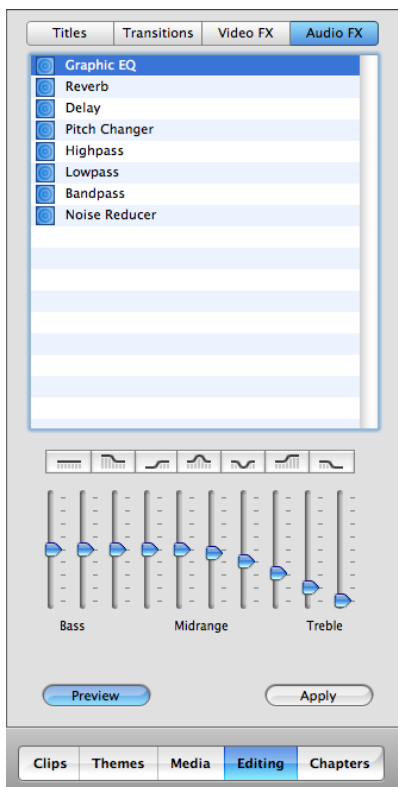 Titles Transitions Video FX Audio FX
Graphic EQ
Reverb
Delay
Pitch Changer
Highpass
Lowpass
Bandpass
Noise Reducer
Bass Midrange Treble
Preview Apply
Clips Themes Media Editing Chapters